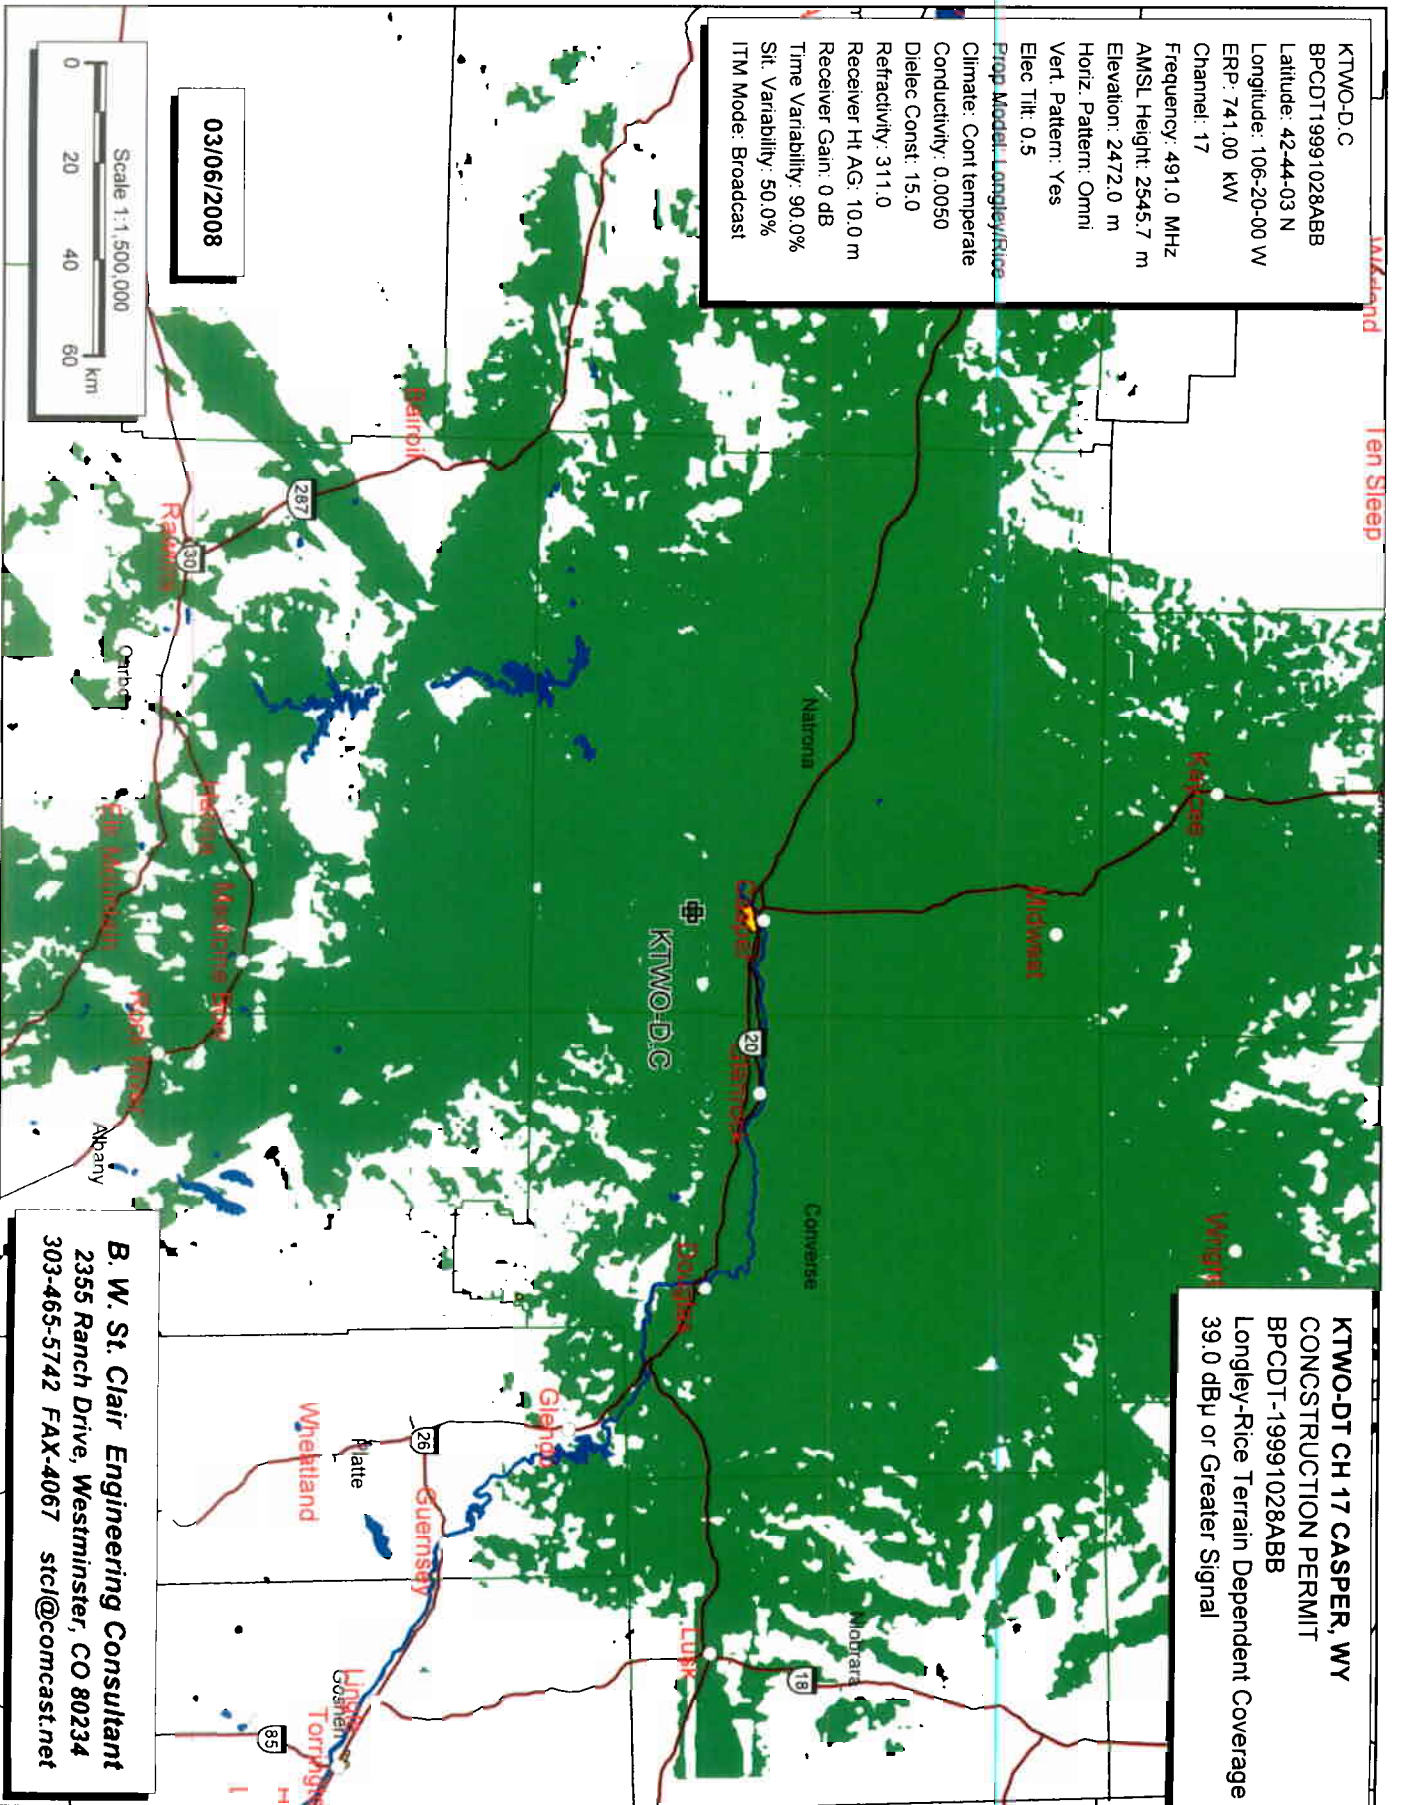 KTWO-D.C
BPCDT19991028ABB
Latitude: 42-44-03 N
Longitude: 106-20-00 W
ERP: 741.00 kW
Channel: 17
Frequency: 491.0 MHz
AMSL Height: 2545.7 m
Elevation: 2472.0 m
Horiz. Pattern: Omni
Vert. Pattern: Yes
Elec Tilt: 0.5
Prop Model: Longley/Rice
Climate: Cont temperate
Conductivity: 0.0050
Dielec Const: 15.0
Refractivity: 311.0
Receiver Ht AG: 10.0 m
Receiver Gain: 0 dB
Time Variability: 90.0%
Sit. Variability: 50.0%
ITM Mode: Broadcast
Ten Sleep
KTWO-DT CH 17 CASPER, WY
CONCSTRUCTION PERMIT
BPCDT-19991028ABB
Longley-Rice Terrain Dependent Coverage
39.0 dBµ or Greater Signal
Kaycee
Wright
Midwest
Natrona
Converse
Niobrara
18
Casper
20
Glenrock
Douglas
Lusk
KTWO-D.C
Glendo
Bairoil
26
Guernsey
Platte
Wheatland
287
Lingle
Goshen
Torrington
85
30
Rawlins
Hanna
Medicine Bow
Carbon
Elk Mountain
Rock River
Albany
03/06/2008
Scale 1:1,500,000
0 20 40 60
km
B. W. St. Clair Engineering Consultant
2355 Ranch Drive, Westminster, CO 80234
303-465-5742 FAX-4067 stcl@comcast.net